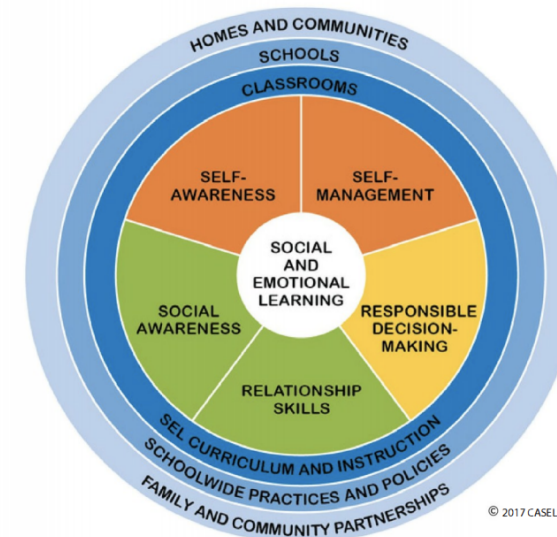 HOMES AND COMMUNITIES
SCHOOLS
CLASSROOMS
SELF-
AWARENESS
SELF-
MANAGEMENT
SOCIAL
AND
EMOTIONAL
LEARNING
SOCIAL
AWARENESS
RESPONSIBLE
DECISION-
MAKING
RELATIONSHIP
SKILLS
SEL CURRICULUM AND INSTRUCTION
SCHOOLWIDE PRACTICES AND POLICIES
FAMILY AND COMMUNITY PARTNERSHIPS
© 2017 CASEL